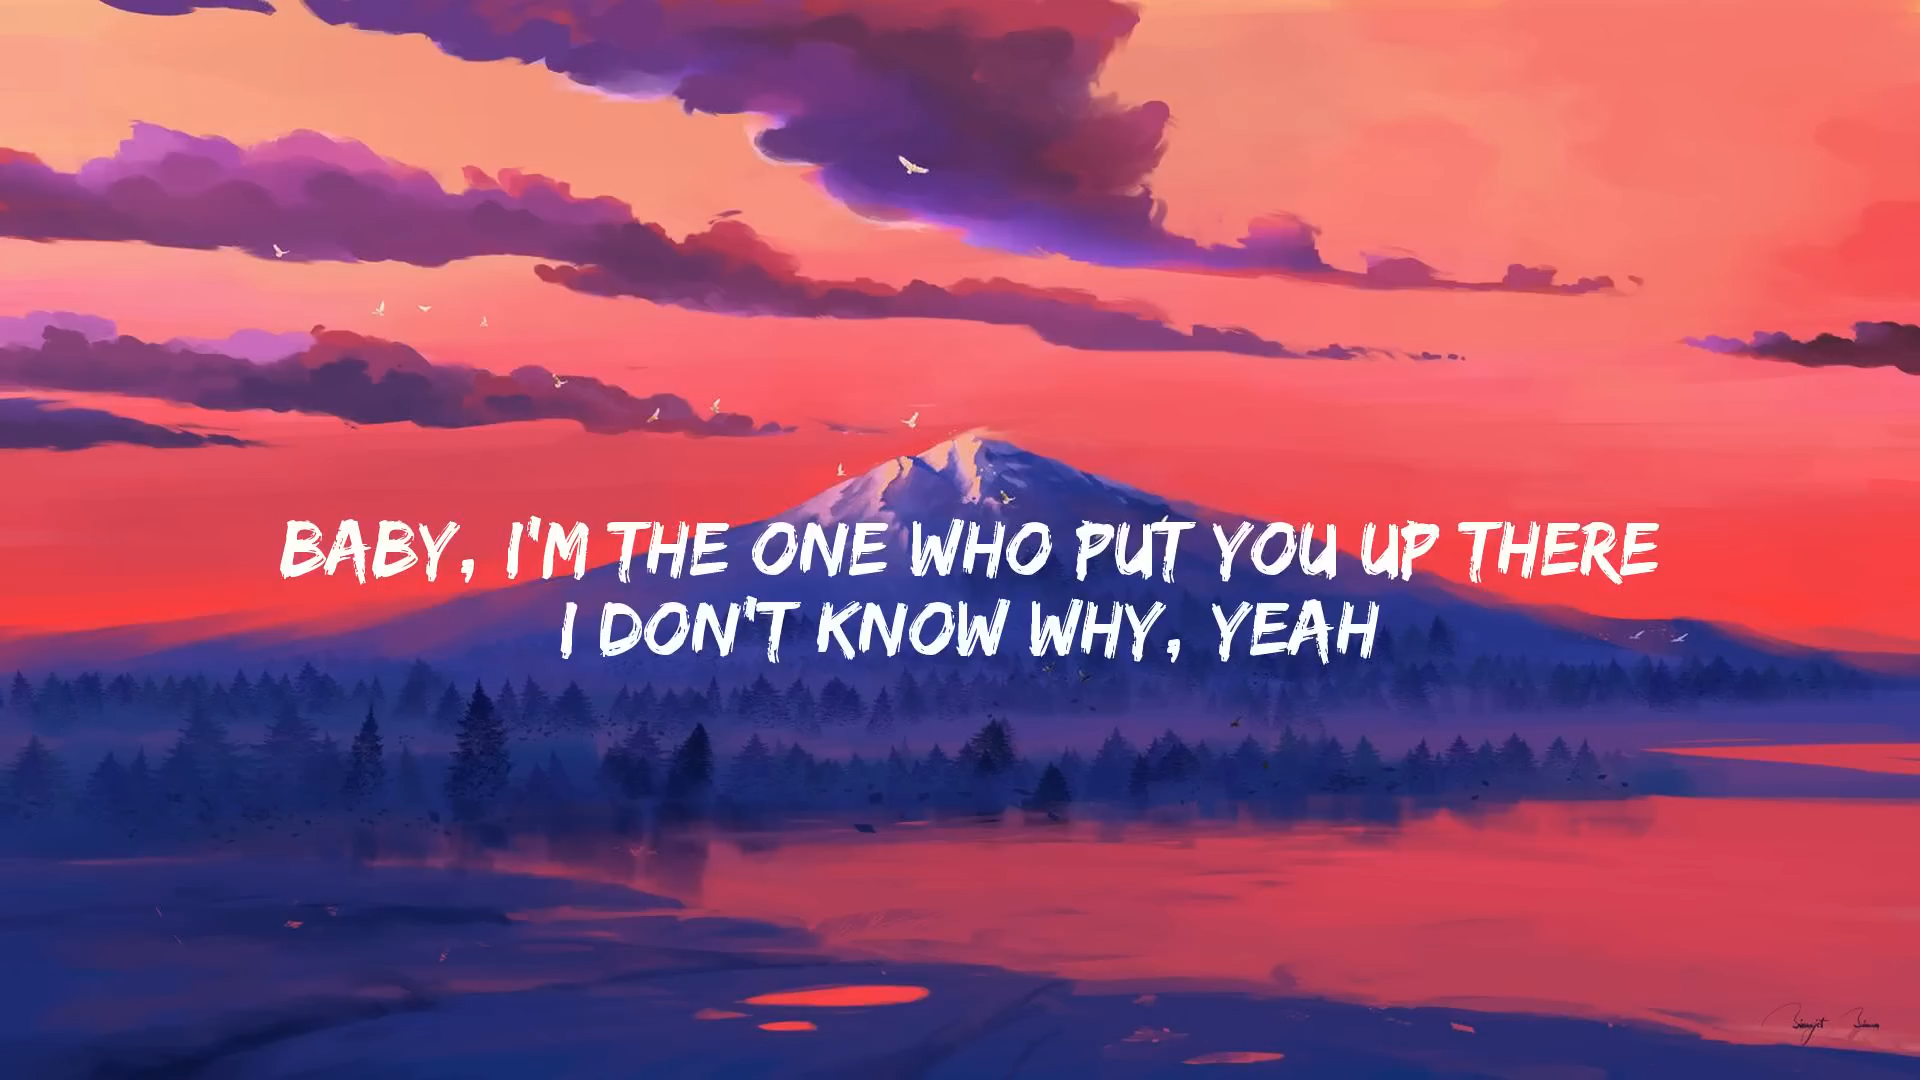 BABY, I'M THE ONE WHO PUT YOU UP THERE
I DON'T KNOW WHY, YEAH